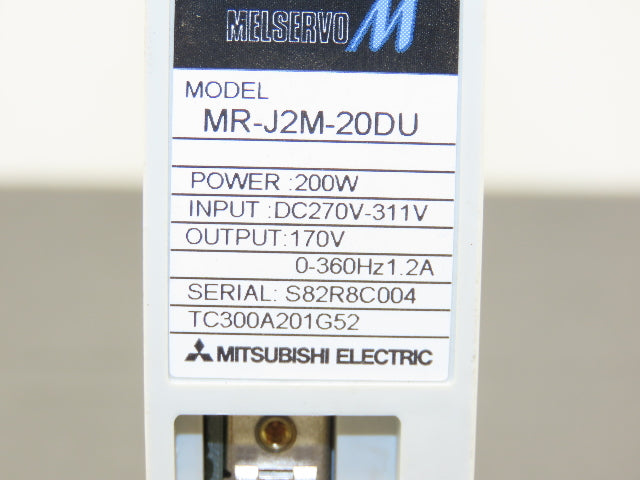 MELSERVO M
MODEL
MR-J2M-20DU
POWER :200W
INPUT :DC270V-311V
OUTPUT:170V
0-360Hz1.2A
SERIAL: S82R8C004
TC300A201G52
MITSUBISHI ELECTRIC